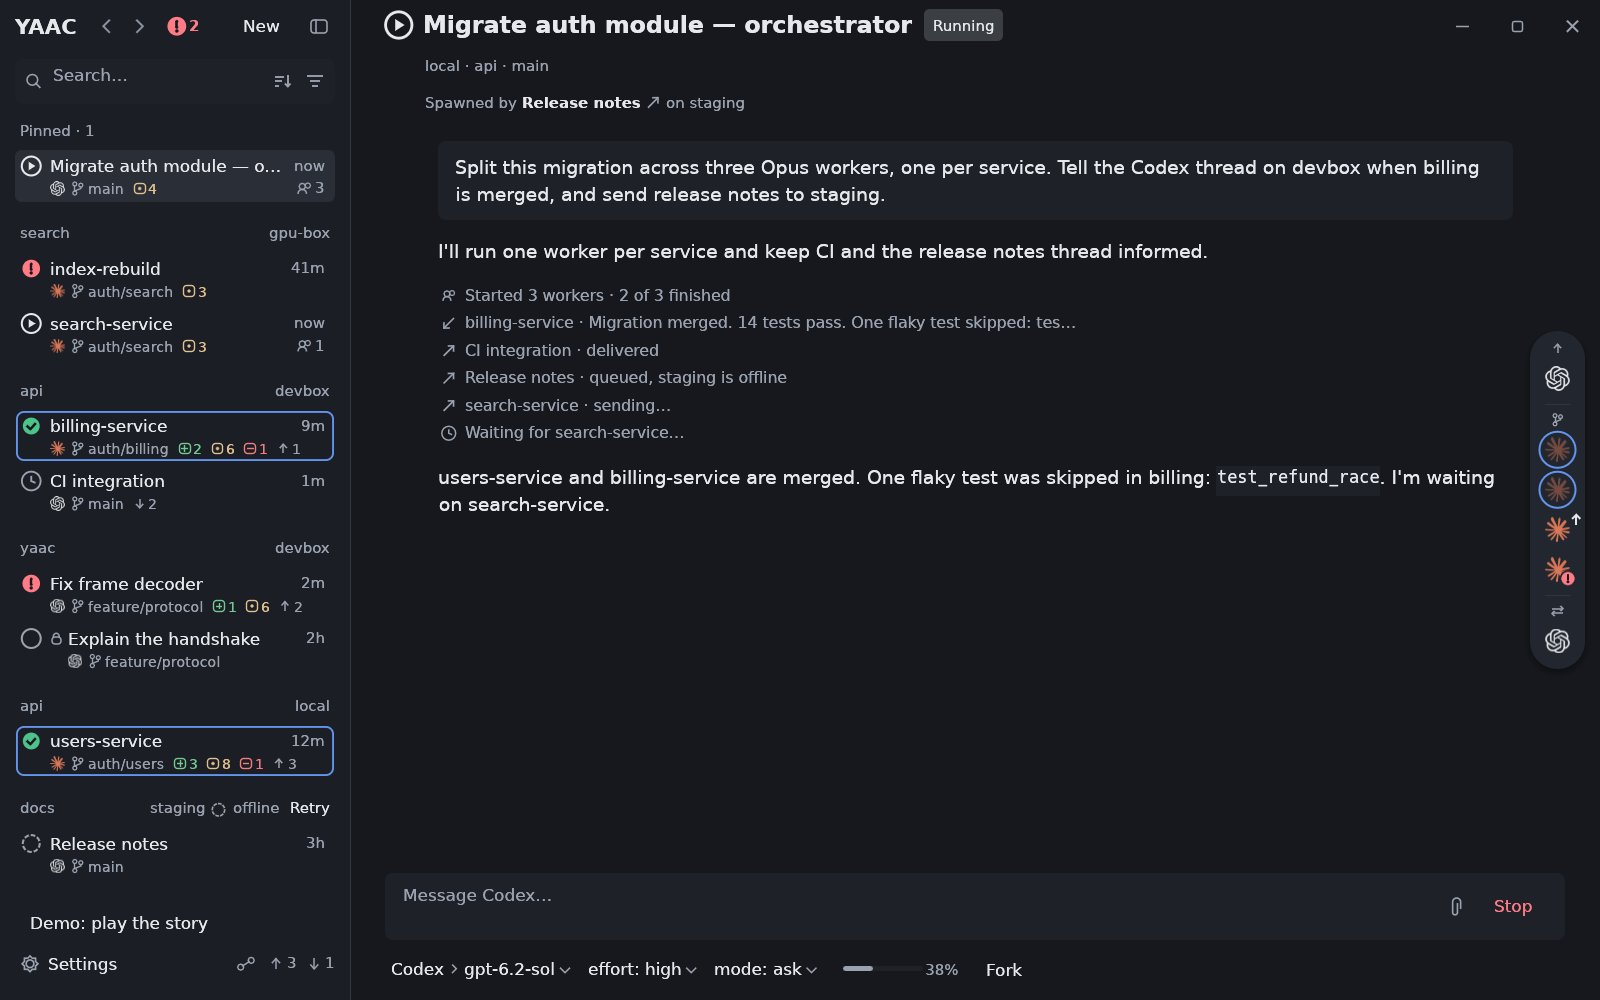 YAAC 2 New
Search…
Pinned · 1
Migrate auth module — o… now
main 4 3
search gpu-box
index-rebuild 41m
auth/search 3
search-service now
auth/search 3 1
api devbox
billing-service 9m
auth/billing 2 6 1 1
CI integration 1m
main 2
yaac devbox
Fix frame decoder 2m
feature/protocol 1 6 2
Explain the handshake 2h
feature/protocol
api local
users-service 12m
auth/users 3 8 1 3
docs staging offline Retry
Release notes 3h
main
Demo: play the story
Settings 3 1
Migrate auth module — orchestrator Running
local · api · main
Spawned by Release notes ↗ on staging
Split this migration across three Opus workers, one per service. Tell the Codex thread on devbox when billing
is merged, and send release notes to staging.
I'll run one worker per service and keep CI and the release notes thread informed.
Started 3 workers · 2 of 3 finished
billing-service · Migration merged. 14 tests pass. One flaky test skipped: tes…
CI integration · delivered
Release notes · queued, staging is offline
search-service · sending…
Waiting for search-service…
users-service and billing-service are merged. One flaky test was skipped in billing: test_refund_race. I'm waiting
on search-service.
Message Codex…
Stop
Codex > gpt-6.2-sol effort: high mode: ask 38% Fork